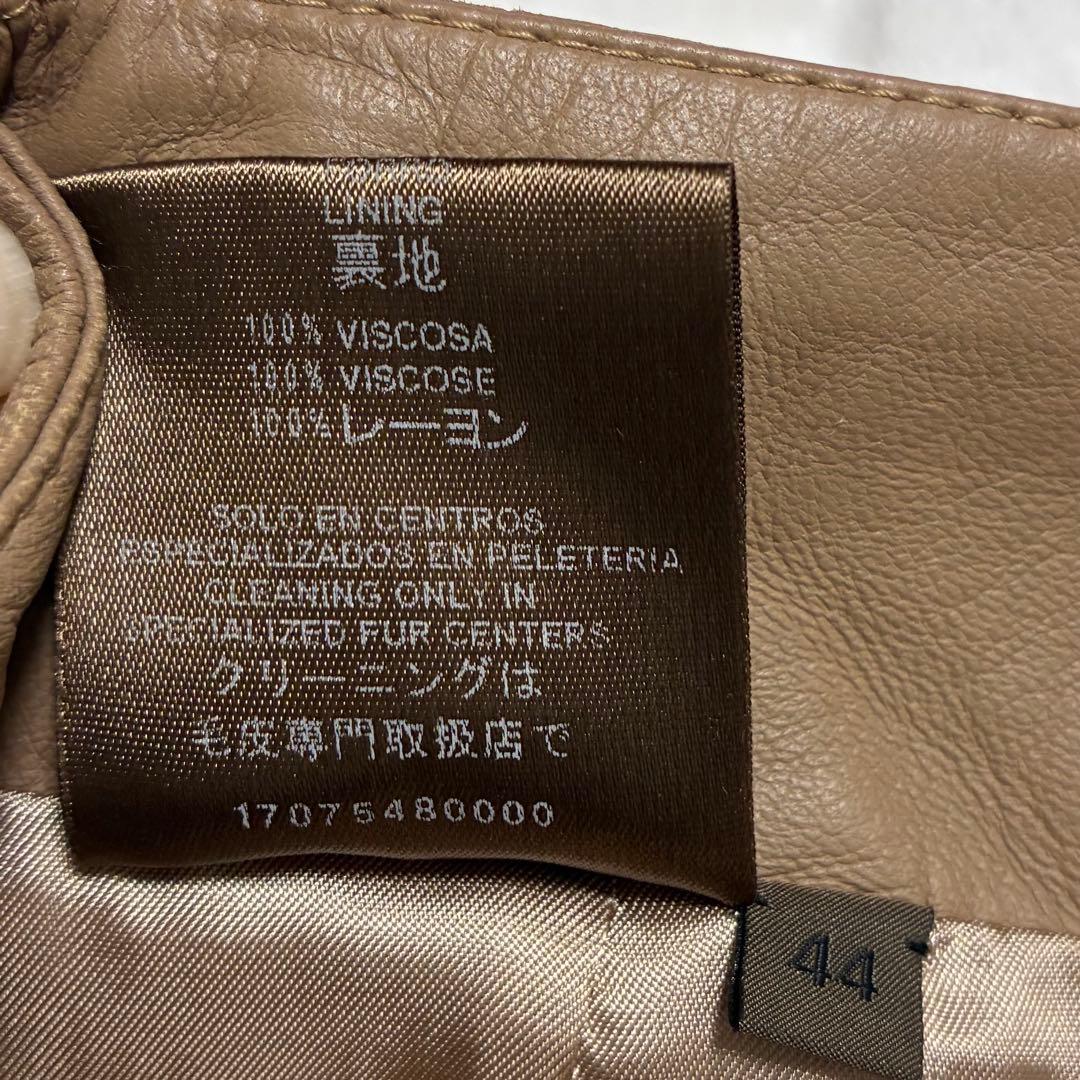 FORRO
LINING
裏地
100% VISCOSA
100% VISCOSE
100%レーヨン
SOLO EN CENTROS
ESPECIALIZADOS EN PELETERIA
CLEANING ONLY IN
SPECIALIZED FUR CENTERS
クリーニングは
毛皮専門取扱店で
17075480000
44